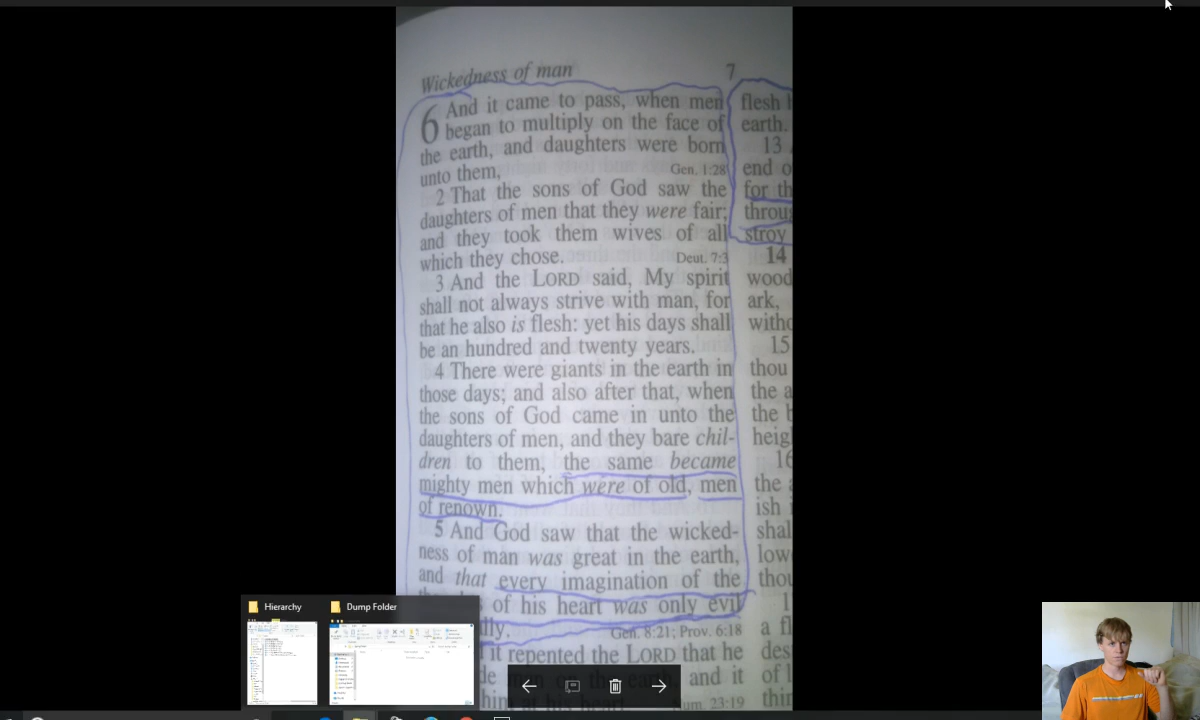 Wickedness of man
7
6 And it came to pass, when men
began to multiply on the face of
the earth, and daughters were born
unto them, Gen. 1:28
2 That the sons of God saw the
daughters of men that they were fair;
and they took them wives of all
which they chose. Deut. 7:3
3 And the LORD said, My spirit
shall not always strive with man, for
that he also is flesh: yet his days shall
be an hundred and twenty years.
4 There were giants in the earth in
those days; and also after that, when
the sons of God came in unto the
daughters of men, and they bare chil-
dren to them, the same became
mighty men which were of old, men
of renown.
5 And God saw that the wicked-
ness of man was great in the earth,
and that every imagination of the
of his heart was only evil
Gen. 8:21; Prov. 6:18
it repented the LORD that he
and it
23:19
flesh
earth.
13
end o
for th
throu
stroy
14
wood
ark,
witho
15
thou
the a
the b
heig
16
the a
ish i
shal
low
thou
a fl
des
of l
thin
Hierarchy
Dump Folder